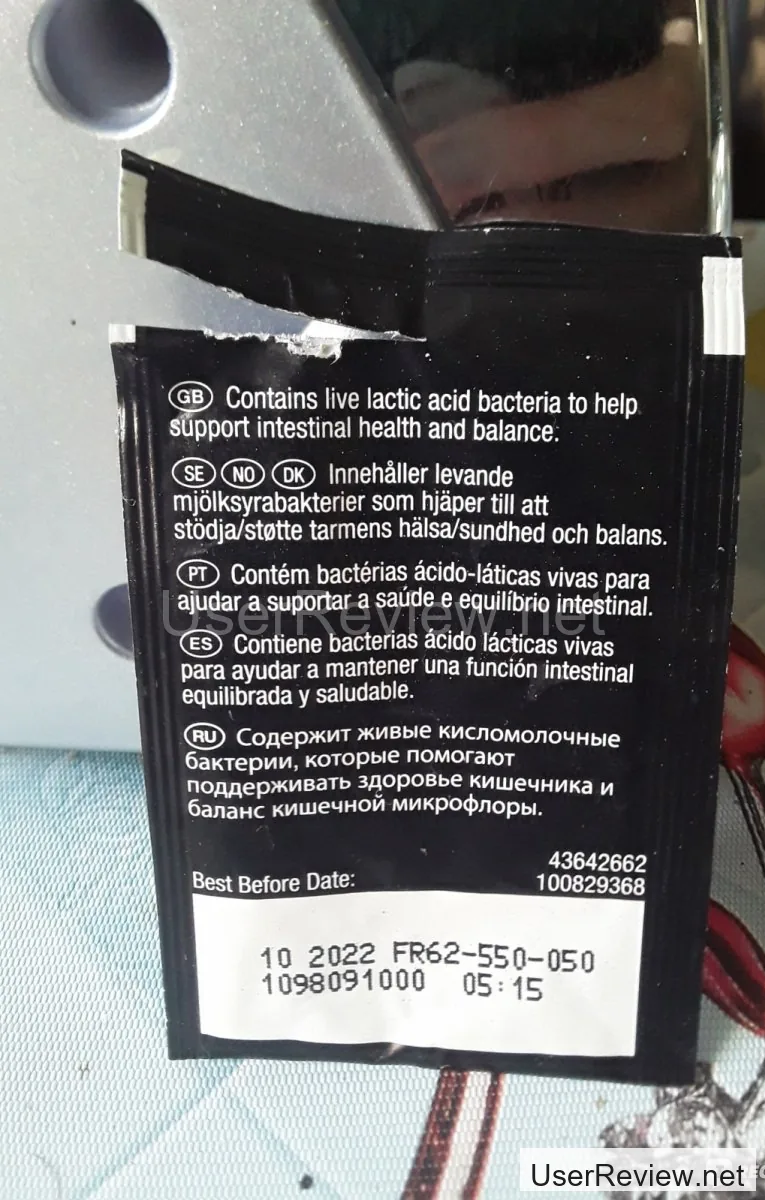 GB Contains live lactic acid bacteria to help
support intestinal health and balance.
SE NO DK Innehåller levande
mjölksyrabakterier som hjäper till att
stödja/støtte tarmens hälsa/sundhed och balans.
PT Contém bactérias ácido-láticas vivas para
ajudar a suportar a saúde e equilíbrio intestinal.
UserReview.net
ES Contiene bacterias ácido lácticas vivas
para ayudar a mantener una función intestinal
equilibrada y saludable.
RU Содержит живые кисломолочные
бактерии, которые помогают
поддерживать здоровье кишечника и
баланс кишечной микрофлоры.
43642662
Best Before Date: 100829368
10 2022 FR62-550-050
1098091000 05:15
UserReview.net